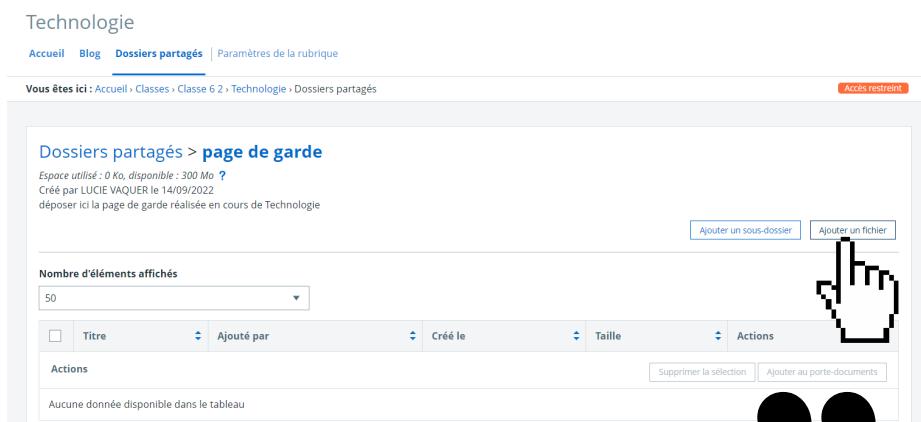 Technologie
Accueil Blog Dossiers partagés Paramètres de la rubrique
Vous êtes ici : Accueil › Classes › Classe 6 2 › Technologie › Dossiers partagés Accès restreint
Dossiers partagés > page de garde
Espace utilisé : 0 Ko, disponible : 300 Mo ?
Créé par LUCIE VAQUER le 14/09/2022
déposer ici la page de garde réalisée en cours de Technologie
Ajouter un sous-dossier Ajouter un fichier
Nombre d'éléments affichés
50
Titre Ajouté par Créé le Taille Actions
Actions Supprimer la sélection Ajouter au porte-documents
Aucune donnée disponible dans le tableau